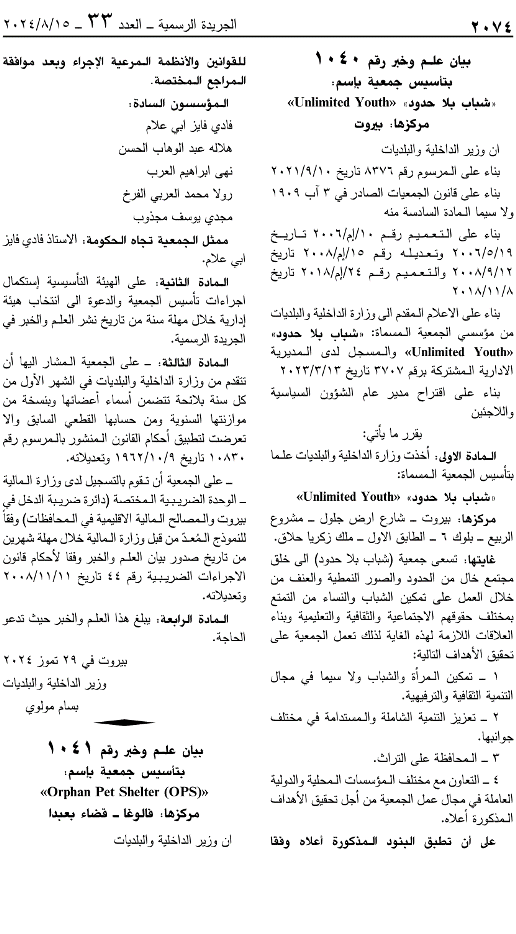 ٢٠٧٤
الجريدة الرسمية ــ العدد ٣٣ ــ ٢٠٢٤/٨/١٥
بيان علم وخبر رقم ١٠٤٠
بتأسيس جمعية بإسم:
«شباب بلا حدود» «Unlimited Youth»
مركزها: بيروت
ان وزير الداخلية والبلديات
بناء على المرسوم رقم ٨٣٧٦ تاريخ ٢٠٢١/٩/١٠
بناء على قانون الجمعيات الصادر في ٣ آب ١٩٠٩
ولا سيما المادة السادسة منه
بناء على التعميم رقم ١٠/إم/٢٠٠٦ تاريخ
٢٠٠٦/٥/١٩ وتعديله رقم ١٥/إم/٢٠٠٨ تاريخ
٢٠٠٨/٩/١٢ والتعميم رقم ٢٤/إم/٢٠١٨ تاريخ
٢٠١٨/١١/٨
بناء على الاعلام المقدم الى وزارة الداخلية والبلديات
من مؤسسي الجمعية المسماة: «شباب بلا حدود»
«Unlimited Youth» والمسجل لدى المديرية
الادارية المشتركة برقم ٣٧٠٧ تاريخ ٢٠٢٣/٣/١٣
بناء على اقتراح مدير عام الشؤون السياسية
واللاجئين
يقرر ما يأتي:
المادة الاولى: أخذت وزارة الداخلية والبلديات علما
بتأسيس الجمعية المسماة:
«شباب بلا حدود» «Unlimited Youth»
مركزها: بيروت ــ شارع ارض جلول ــ مشروع
الربيع ــ بلوك ٦ ــ الطابق الاول ــ ملك زكريا حلاق.
غايتها: تسعى جمعية (شباب بلا حدود) الى خلق
مجتمع خال من الحدود والصور النمطية والعنف من
خلال العمل على تمكين الشباب والنساء من التمتع
بمختلف حقوقهم الاجتماعية والثقافية والتعليمية وبناء
العلاقات اللازمة لهذه الغاية لذلك تعمل الجمعية على
تحقيق الأهداف التالية:
١ ــ تمكين المرأة والشباب ولا سيما في مجال
التنمية الثقافية والترفيهية.
٢ ــ تعزيز التنمية الشاملة والمستدامة في مختلف
جوانبها.
٣ ــ المحافظة على التراث.
٤ ــ التعاون مع مختلف المؤسسات المحلية والدولية
العاملة في مجال عمل الجمعية من أجل تحقيق الأهداف
المذكورة أعلاه.
على أن تطبق البنود المذكورة أعلاه وفقا
للقوانين والأنظمة المرعية الإجراء وبعد موافقة
المراجع المختصة.
المؤسسون السادة:
فادي فايز ابي علام
هلاله عبد الوهاب الحسن
نهى ابراهيم العرب
رولا محمد العربي الفرخ
مجدي يوسف مجذوب
ممثل الجمعية تجاه الحكومة: الاستاذ فادي فايز
ابي علام.
المادة الثانية: على الهيئة التأسيسية إستكمال
اجراءات تأسيس الجمعية والدعوة الى انتخاب هيئة
إدارية خلال مهلة سنة من تاريخ نشر العلم والخبر في
الجريدة الرسمية.
المادة الثالثة: ــ على الجمعية المشار اليها أن
تتقدم من وزارة الداخلية والبلديات في الشهر الأول من
كل سنة بلائحة تتضمن أسماء أعضائها وبنسخة من
موازنتها السنوية ومن حسابها القطعي السابق والا
تعرضت لتطبيق أحكام القانون المنشور بالمرسوم رقم
١٠٨٣٠ تاريخ ١٩٦٢/١٠/٩ وتعديلاته.
ــ على الجمعية أن تقوم بالتسجيل لدى وزارة المالية
ــ الوحدة الضريبية المختصة (دائرة ضريبة الدخل في
بيروت والمصالح المالية الاقليمية في المحافظات) وفقاً
للنموذج المُعدّ من قبل وزارة المالية خلال مهلة شهرين
من تاريخ صدور بيان العلم والخبر وفقا لأحكام قانون
الاجراءات الضريبية رقم ٤٤ تاريخ ٢٠٠٨/١١/١١
وتعديلاته.
المادة الرابعة: يبلغ هذا العلم والخبر حيث تدعو
الحاجة.
بيروت في ٢٩ تموز ٢٠٢٤
وزير الداخلية والبلديات
بسام مولوي
بيان علم وخبر رقم ١٠٤١
بتأسيس جمعية بإسم:
«Orphan Pet Shelter (OPS)»
مركزها: فالوغا ــ قضاء بعبدا
ان وزير الداخلية والبلديات